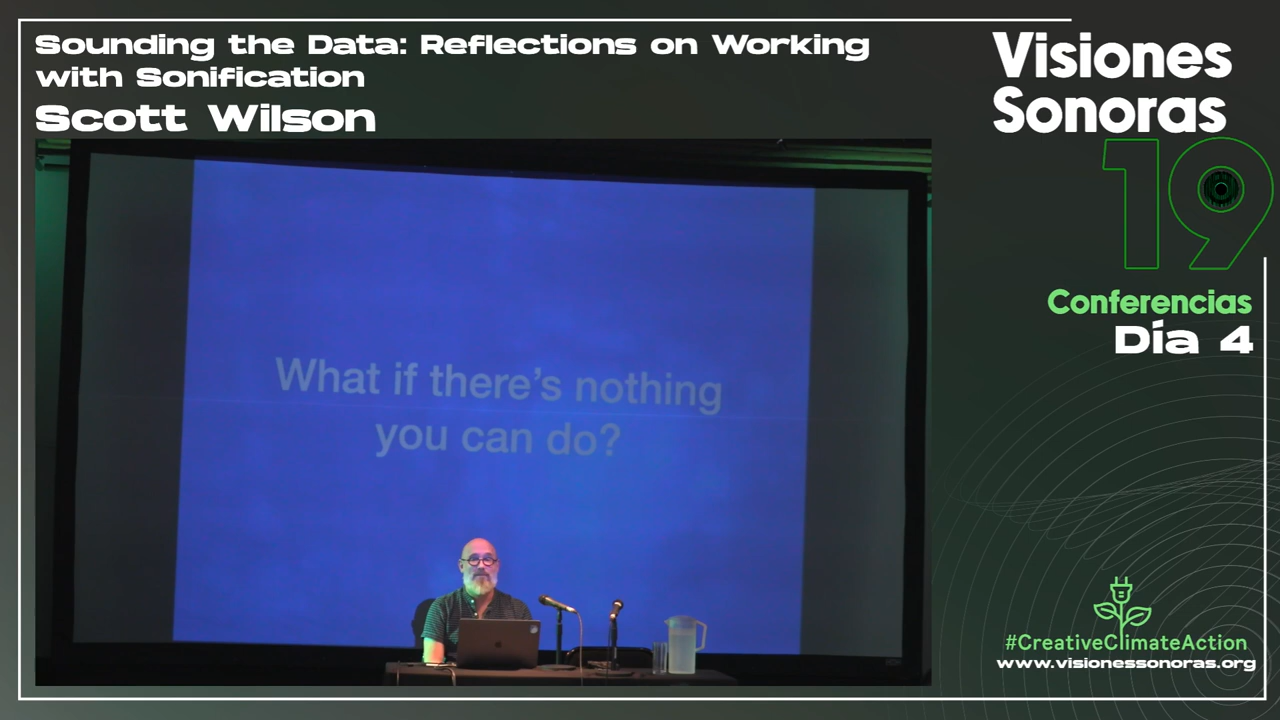 Sounding the Data: Reflections on Working
with Sonification
Scott Wilson
Visiones
Sonoras
19
Conferencias
Día 4
What if there's nothing
you can do?
#CreativeClimateAction
www.visionessonoras.org